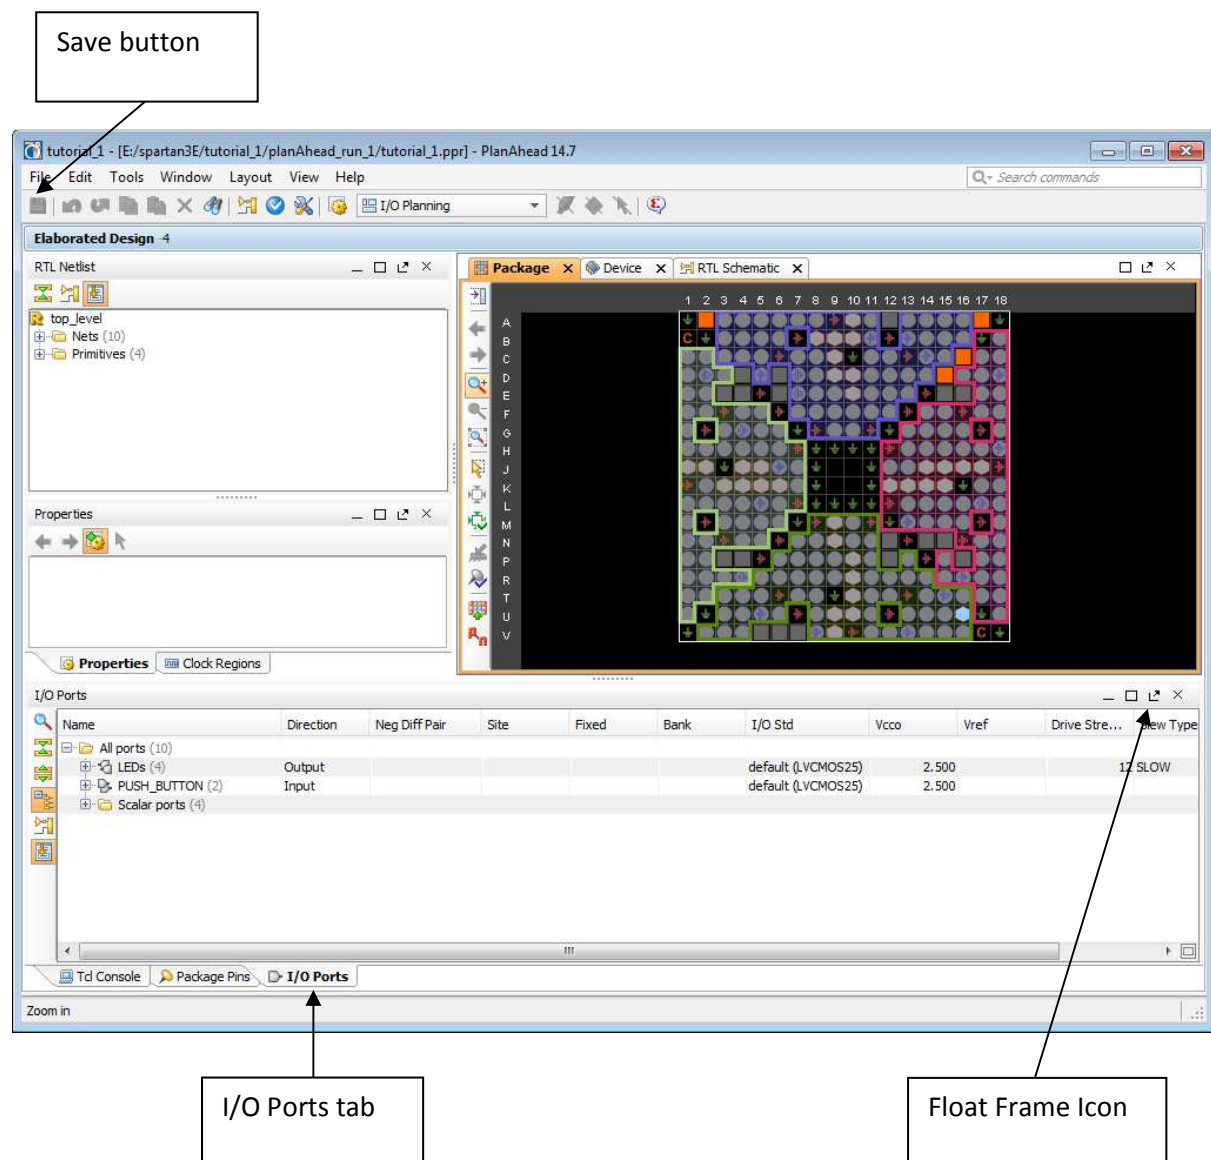 Save button
tutorial_1 - [E:/spartan3E/tutorial_1/planAhead_run_1/tutorial_1.ppr] - PlanAhead 14.7
File Edit Tools Window Layout View Help
Search commands
I/O Planning
Elaborated Design -4
RTL Netlist
Package Device RTL Schematic
top_level
Nets (10)
Primitives (4)
1 2 3 4 5 6 7 8 9 10 11 12 13 14 15 16 17 18
A
B
C
D
E
F
G
H
J
K
L
M
N
P
R
T
U
V
C
C
Properties
Properties Clock Regions
I/O Ports
Name Direction Neg Diff Pair Site Fixed Bank I/O Std Vcco Vref Drive Stre... Slew Type
All ports (10)
LEDs (4) Output default (LVCMOS25) 2.500 12 SLOW
PUSH_BUTTON (2) Input default (LVCMOS25) 2.500
Scalar ports (4)
Tcl Console Package Pins I/O Ports
Zoom in
I/O Ports tab
Float Frame Icon